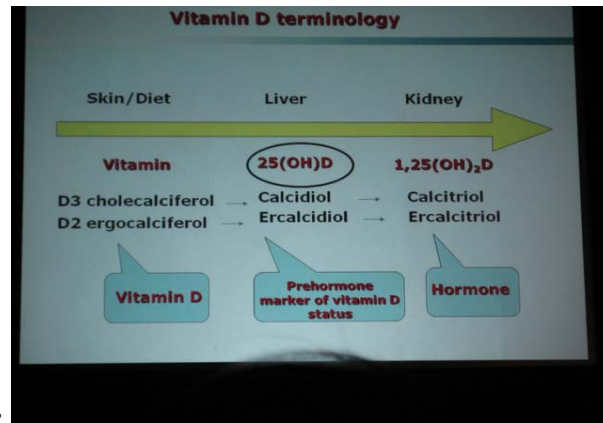 Vitamin D terminology
Skin/Diet Liver Kidney
Vitamin 25(OH)D 1,25(OH)₂D
D3 cholecalciferol → Calcidiol → Calcitriol
D2 ergocalciferol → Ercalcidiol → Ercalcitriol
Vitamin D
Prehormone
marker of vitamin D
status
Hormone